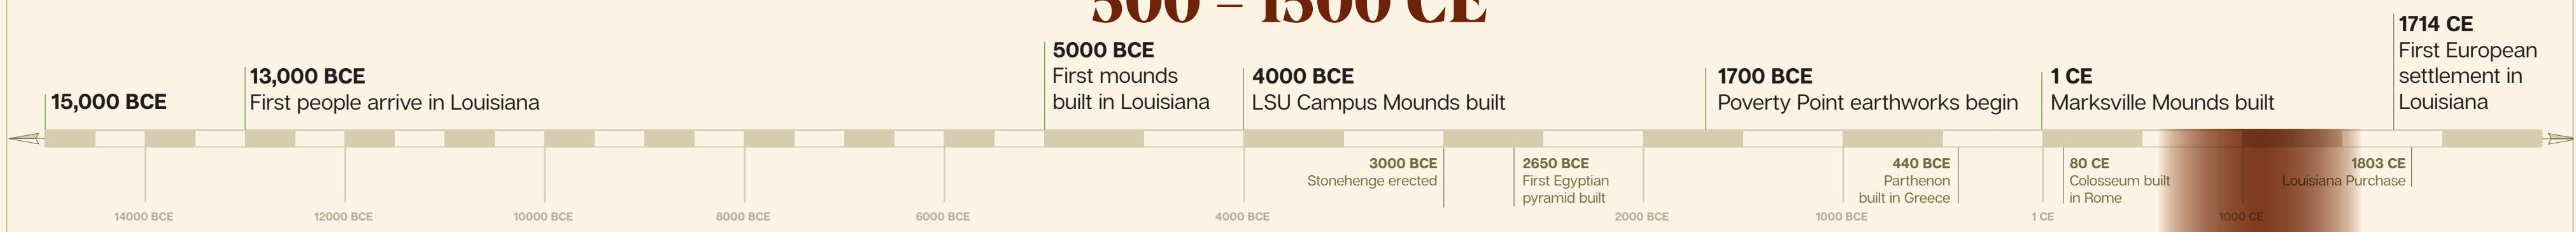 500 – 1500 CE
15,000 BCE
13,000 BCE
First people arrive in Louisiana
5000 BCE
First mounds
built in Louisiana
4000 BCE
LSU Campus Mounds built
1700 BCE
Poverty Point earthworks begin
1 CE
Marksville Mounds built
1714 CE
First European
settlement in
Louisiana
3000 BCE
Stonehenge erected
2650 BCE
First Egyptian
pyramid built
440 BCE
Parthenon
built in Greece
80 CE
Colosseum built
in Rome
1803 CE
Louisiana Purchase
14000 BCE
12000 BCE
10000 BCE
8000 BCE
6000 BCE
4000 BCE
2000 BCE
1000 BCE
1 CE
1000 CE